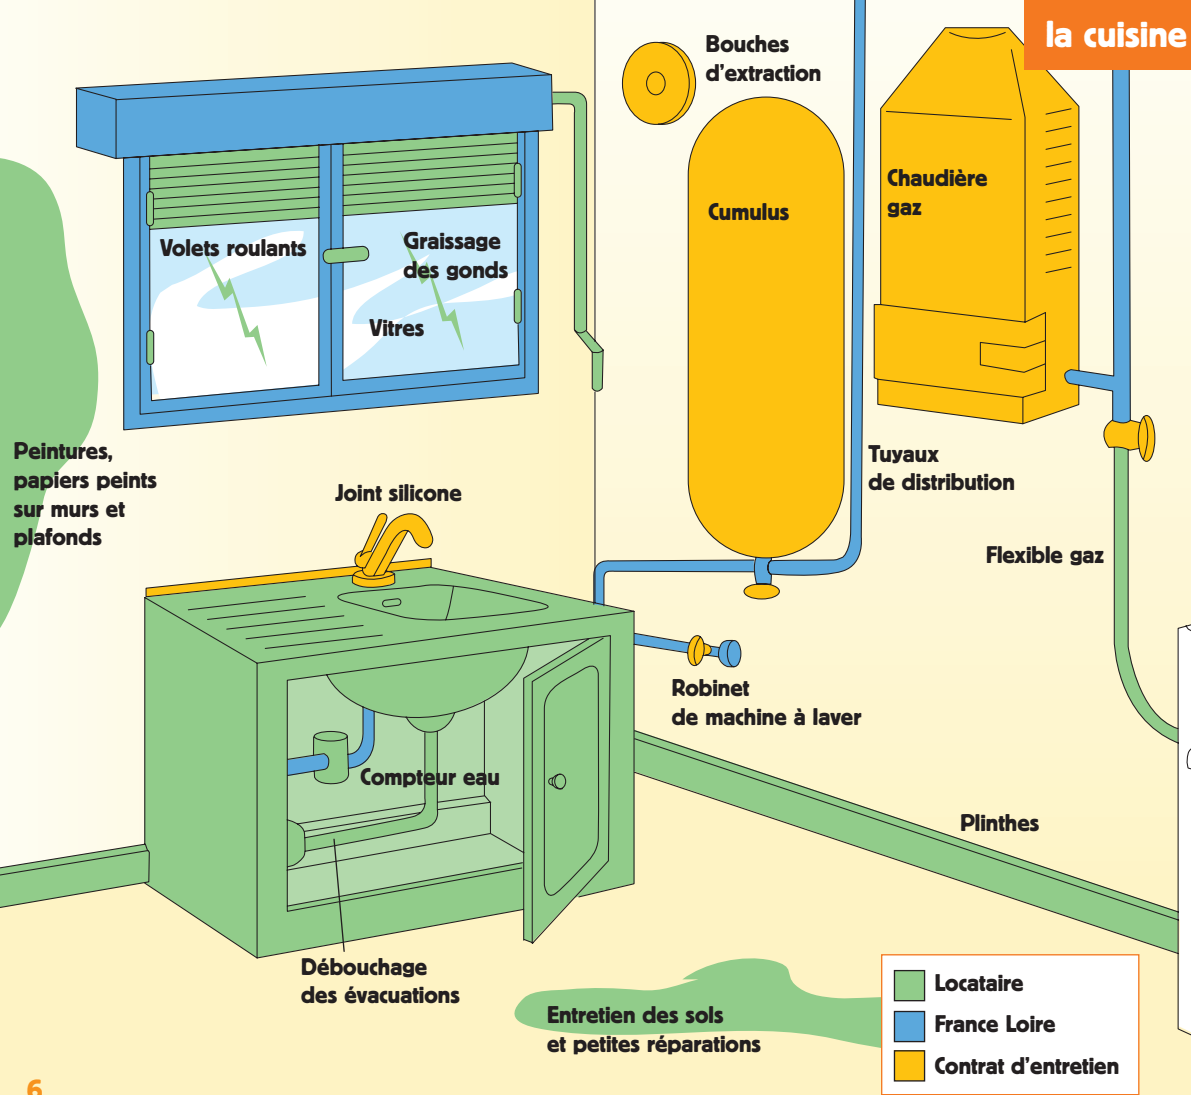 la cuisine
Bouches
d'extraction
Chaudière
gaz
Cumulus
Volets roulants
Graissage
des gonds
Vitres
Peintures,
papiers peints
sur murs et
plafonds
Joint silicone
Tuyaux
de distribution
Flexible gaz
Robinet
de machine à laver
Compteur eau
Plinthes
Débouchage
des évacuations
Entretien des sols
et petites réparations
Locataire
France Loire
Contrat d'entretien
6